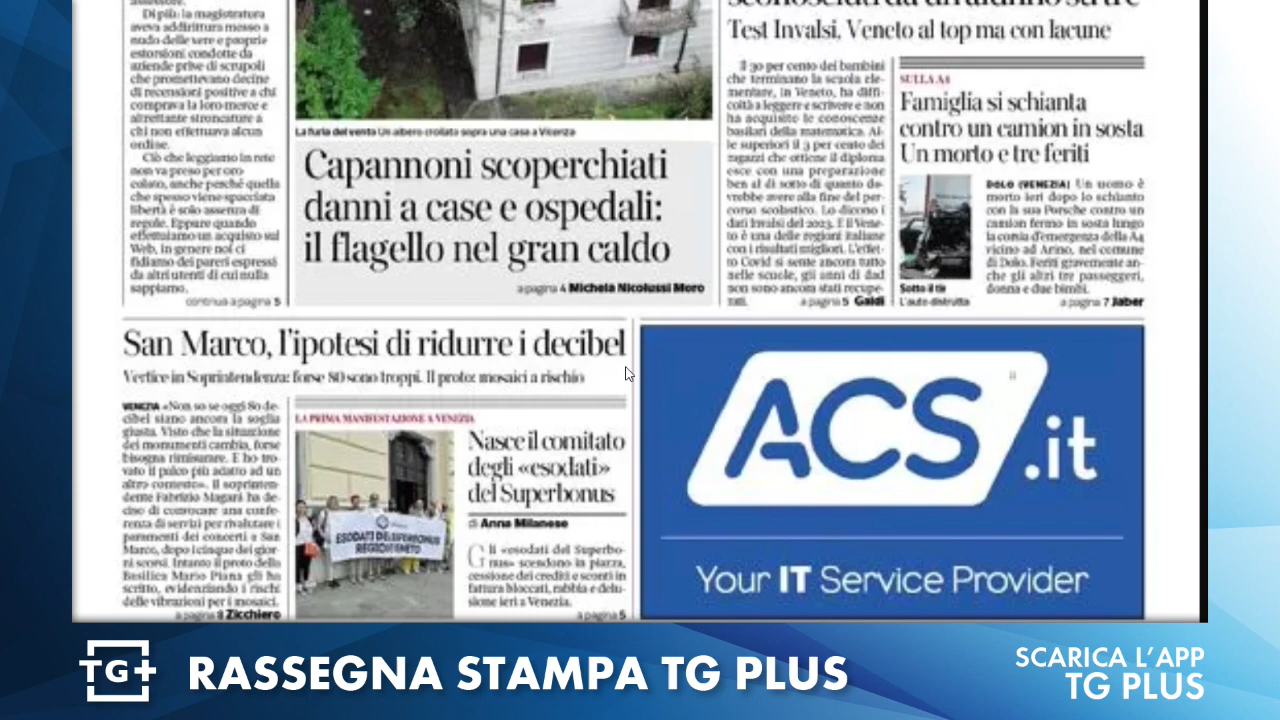 assessore.
Di più: la magistratura
aveva addirittura messo a
nudo delle vere e proprie
estorsioni condotte da
aziende prive di scrupoli
che promettevano decine
di recensioni positive a chi
comprava la loro merce e
altrettante stroncature a
chi non effettuava alcun
ordine.
Ciò che leggiamo in rete
non va preso per oro
colato, anche perché quella
che spesso viene spacciata
libertà è solo assenza di
regole. Eppure quando
effettuiamo un acquisto sul
Web, in genere noi ci
fidiamo dei pareri espressi
da altri utenti di cui nulla
sappiamo.
continua a pagina 5
La furia del vento Un albero crollato sopra una casa a Vicenza
Capannoni scoperchiati
danni a case e ospedali:
il flagello nel gran caldo
a pagina 4 Michela Nicolussi Moro
Test Invalsi, Veneto al top ma con lacune
Il 30 per cento dei bambini
che terminano la scuola ele-
mentare, in Veneto, ha diffi-
coltà a leggere e scrivere e non
ha acquisito le conoscenze
basilari della matematica. Al-
le superiori il 3 per cento dei
ragazzi che ottiene il diploma
esce con una preparazione
ben al di sotto di quanto do-
vrebbe avere alla fine del per-
corso scolastico. Lo dicono i
dati Invalsi del 2023. E il Vene-
to è una delle regioni italiane
con i risultati migliori. L'effet-
to Covid si sente ancora tutto
nelle scuole, gli anni di dad
non sono ancora stati recupe-
rati.
a pagina 5 Galdi
SULLA A4
Famiglia si schianta
contro un camion in sosta
Un morto e tre feriti
Sotto il tir
L'auto distrutta
DOLO (VENEZIA) Un uomo è
morto ieri dopo lo schianto
con la sua Porsche contro un
camion fermo in sosta lungo
la corsia d'emergenza della A4
vicino ad Arino, nel comune
di Dolo. Feriti gravemente an-
che gli altri tre passeggeri,
donna e due bimbi.
a pagina 7 Jaber
San Marco, l'ipotesi di ridurre i decibel
Vertice in Soprintendenza: forse 80 sono troppi. Il proto: mosaici a rischio
VENEZIA «Non so se oggi 80 de-
cibel siano ancora la soglia
giusta. Visto che la situazione
dei monumenti cambia, forse
bisogna rimisurare. E ho tro-
vato il palco più adatto ad un
altro contesto». Il soprinten-
dente Fabrizio Magani ha de-
ciso di convocare una confe-
renza di servizi per rivalutare i
paramenti dei concerti a San
Marco, dopo i cinque dei gior-
ni scorsi. Intanto il proto della
Basilica Mario Piana gli ha
scritto, evidenziando i rischi
delle vibrazioni per i mosaici.
a pagina 8 Zicchiero
LA PRIMA MANIFESTAZIONE A VENEZIA
ESODATI DEL SUPERBONUS
REGIONE VENETO
Nasce il comitato
degli «esodati»
del Superbonus
di Anna Milanese
Gli «esodati del Superbo-
nus» scendono in piazza,
cessione dei crediti e sconti in
fattura bloccati, rabbia e delu-
sione ieri a Venezia.
a pagina 5
ACS.it
Your IT Service Provider
TG+
RASSEGNA STAMPA TG PLUS
SCARICA L'APP
TG PLUS